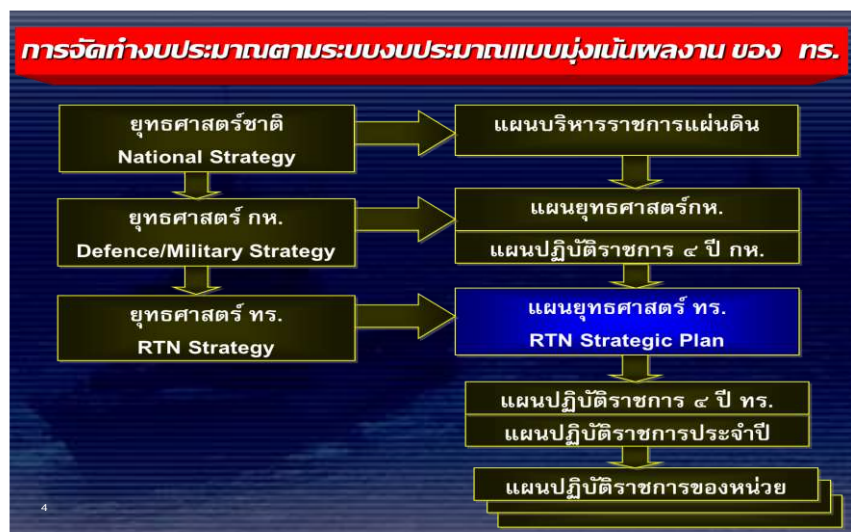 การจัดทำงบประมาณตามระบบงบประมาณแบบมุ่งเน้นผลงาน ของ ทร.
ยุทธศาสตร์ชาติ
National Strategy
แผนบริหารราชการแผ่นดิน
ยุทธศาสตร์ กห.
Defence/Military Strategy
แผนยุทธศาสตร์กห.
แผนปฏิบัติราชการ ๔ ปี กห.
ยุทธศาสตร์ ทร.
RTN Strategy
แผนยุทธศาสตร์ ทร.
RTN Strategic Plan
แผนปฏิบัติราชการ ๔ ปี ทร.
แผนปฏิบัติราชการประจำปี
แผนปฏิบัติราชการของหน่วย
4